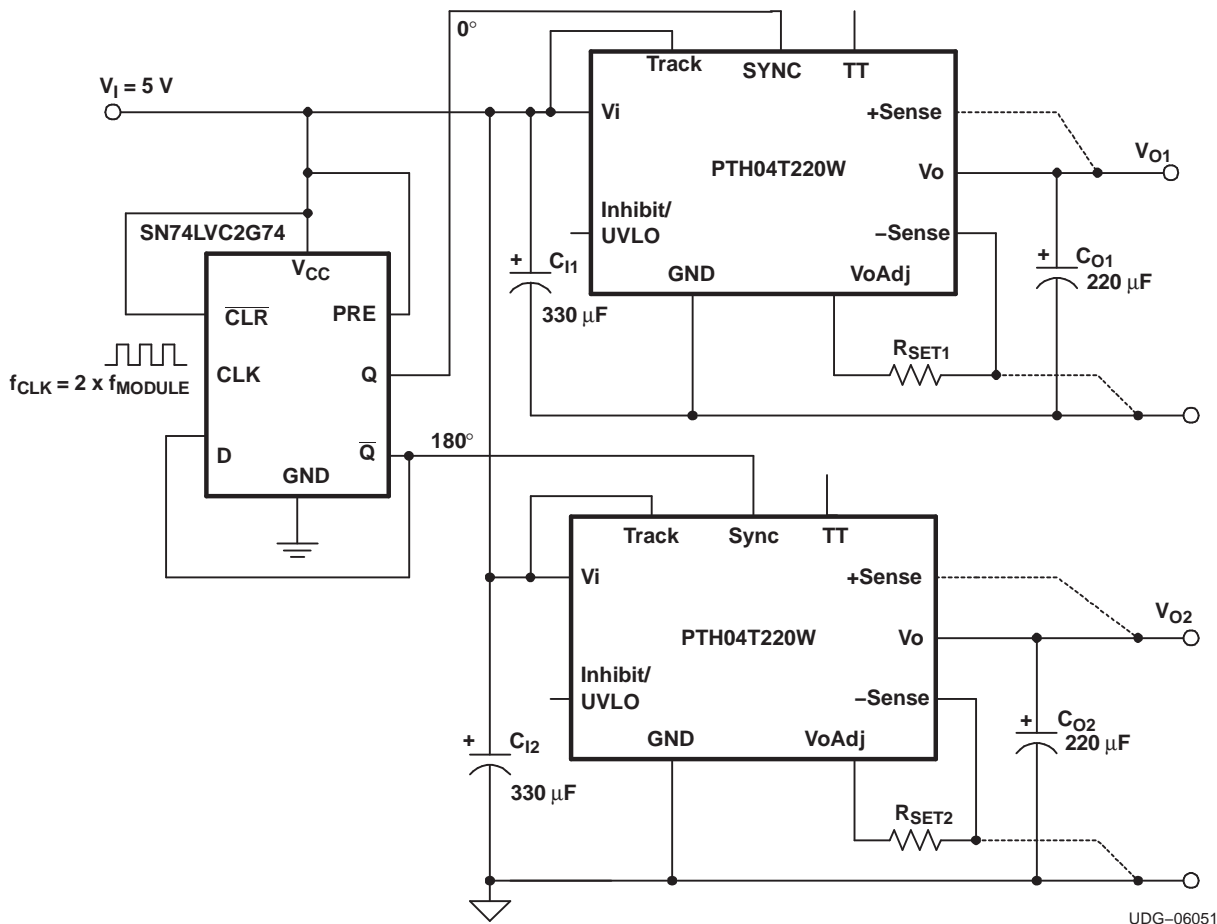 0°
V_I = 5 V
Track
SYNC
TT
Vi
+Sense
PTH04T220W
Vo
V_O1
Inhibit/
UVLO
−Sense
GND
VoAdj
+
C_I1
330 μF
+
C_O1
220 μF
R_SET1
SN74LVC2G74
V_CC
C̅L̅R̅
PRE
CLK
Q
f_CLK = 2 x f_MODULE
D
Q̅
GND
180°
Track
Sync
TT
Vi
+Sense
PTH04T220W
Vo
V_O2
Inhibit/
UVLO
−Sense
GND
VoAdj
+
C_I2
330 μF
+
C_O2
220 μF
R_SET2
UDG−06051